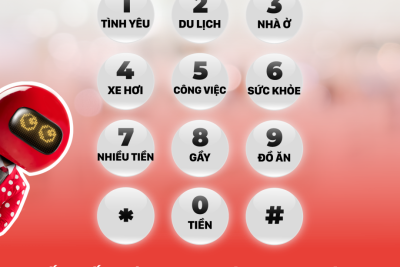 1 2 3
TÌNH YÊU DU LỊCH NHÀ Ở
4 5 6
XE HƠI CÔNG VIỆC SỨC KHỎE
7 8 9
NHIỀU TIỀN GẦY ĐỒ ĂN
* 0 #
TIỀN